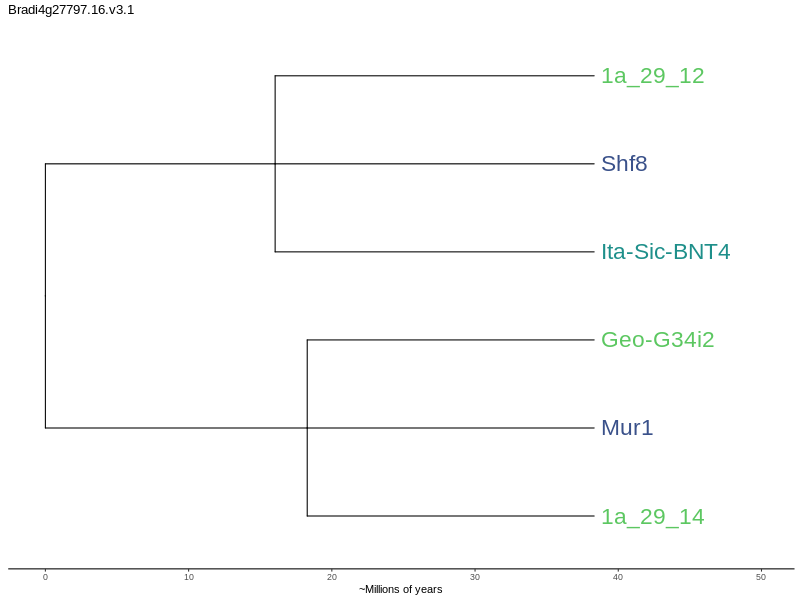 Bradi4g27797.16.v3.1
1a_29_12
Shf8
Ita-Sic-BNT4
Geo-G34i2
Mur1
1a_29_14
0 10 20 30 40 50
~Millions of years